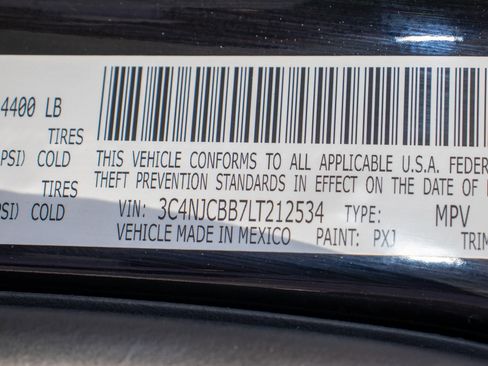 4400 LB
TIRES
PSI) COLD
TIRES
SI) COLD
THIS VEHICLE CONFORMS TO ALL APPLICABLE U.S.A. FEDER
THEFT PREVENTION STANDARDS IN EFFECT ON THE DATE OF
VIN: 3C4NJCBB7LT212534 TYPE: MPV
VEHICLE MADE IN MEXICO PAINT: PXJ TRIM